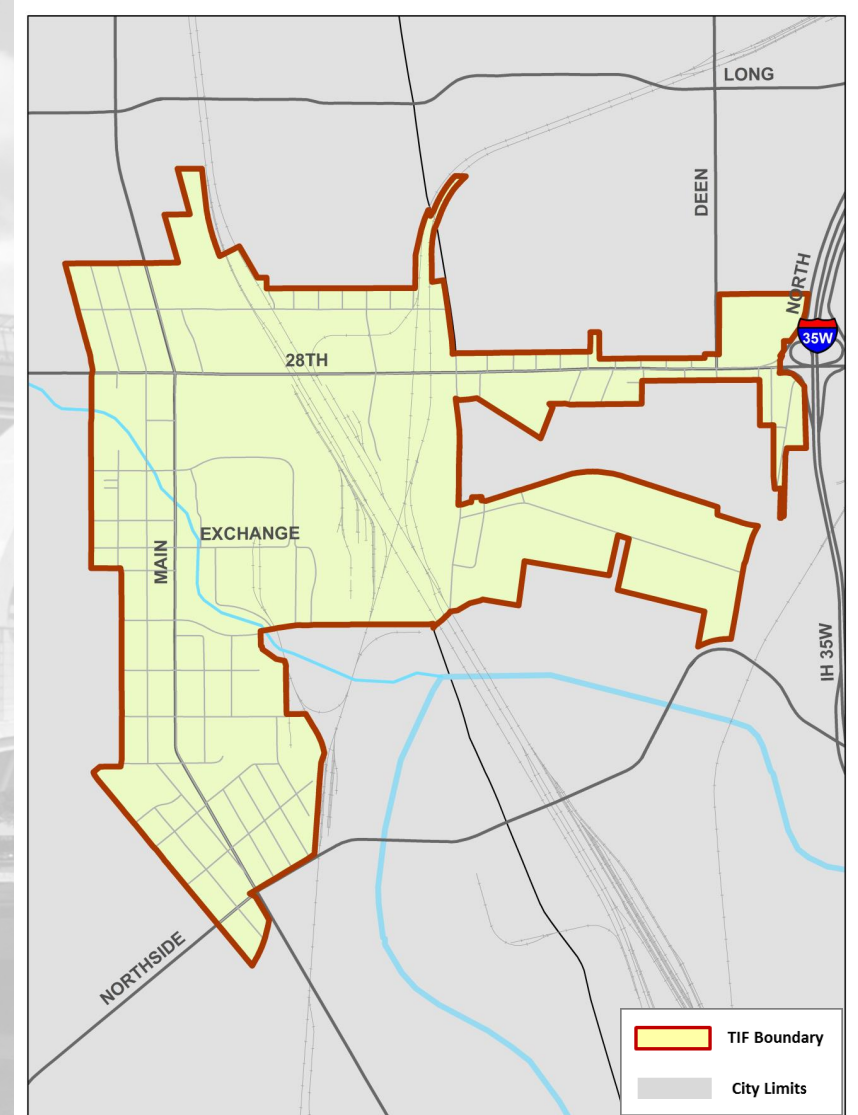 LONG
DEEN
NORTH
35W
28TH
EXCHANGE
MAIN
IH 35W
NORTHSIDE
TIF Boundary
City Limits